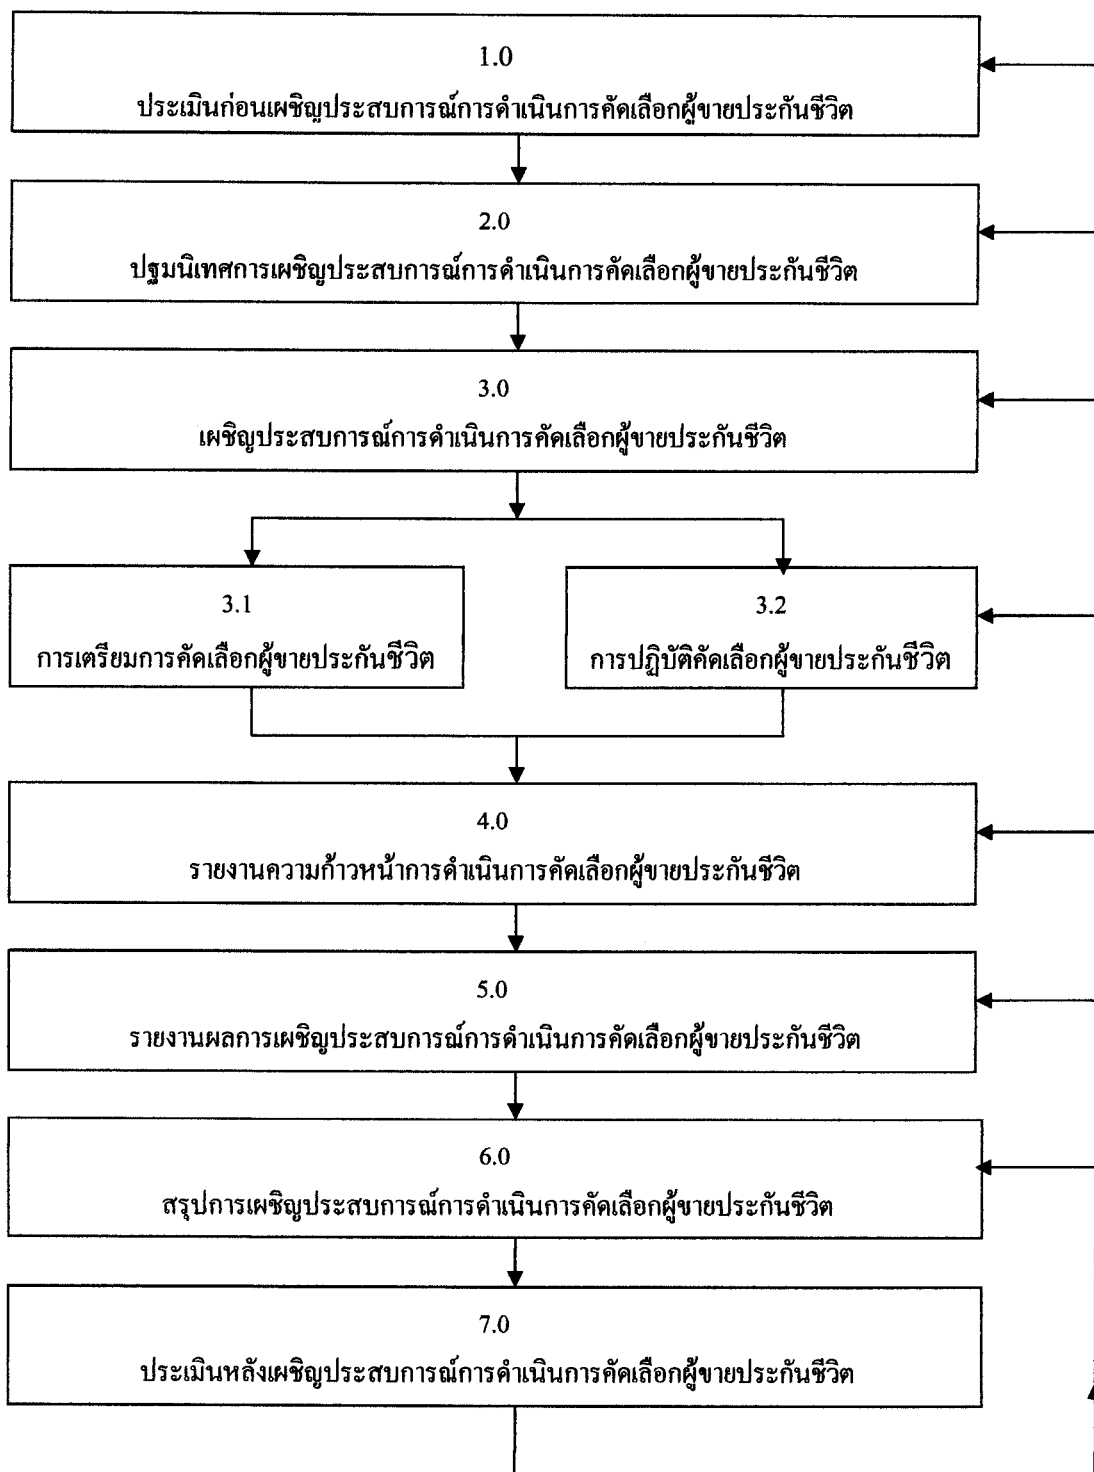 1.0
ประเมินก่อนเผชิญประสบการณ์การดำเนินการคัดเลือกผู้ขายประกันชีวิต
2.0
ปฐมนิเทศการเผชิญประสบการณ์การดำเนินการคัดเลือกผู้ขายประกันชีวิต
3.0
เผชิญประสบการณ์การดำเนินการคัดเลือกผู้ขายประกันชีวิต
3.1
การเตรียมการคัดเลือกผู้ขายประกันชีวิต
3.2
การปฏิบัติคัดเลือกผู้ขายประกันชีวิต
4.0
รายงานความก้าวหน้าการดำเนินการคัดเลือกผู้ขายประกันชีวิต
5.0
รายงานผลการเผชิญประสบการณ์การดำเนินการคัดเลือกผู้ขายประกันชีวิต
6.0
สรุปการเผชิญประสบการณ์การดำเนินการคัดเลือกผู้ขายประกันชีวิต
7.0
ประเมินหลังเผชิญประสบการณ์การดำเนินการคัดเลือกผู้ขายประกันชีวิต